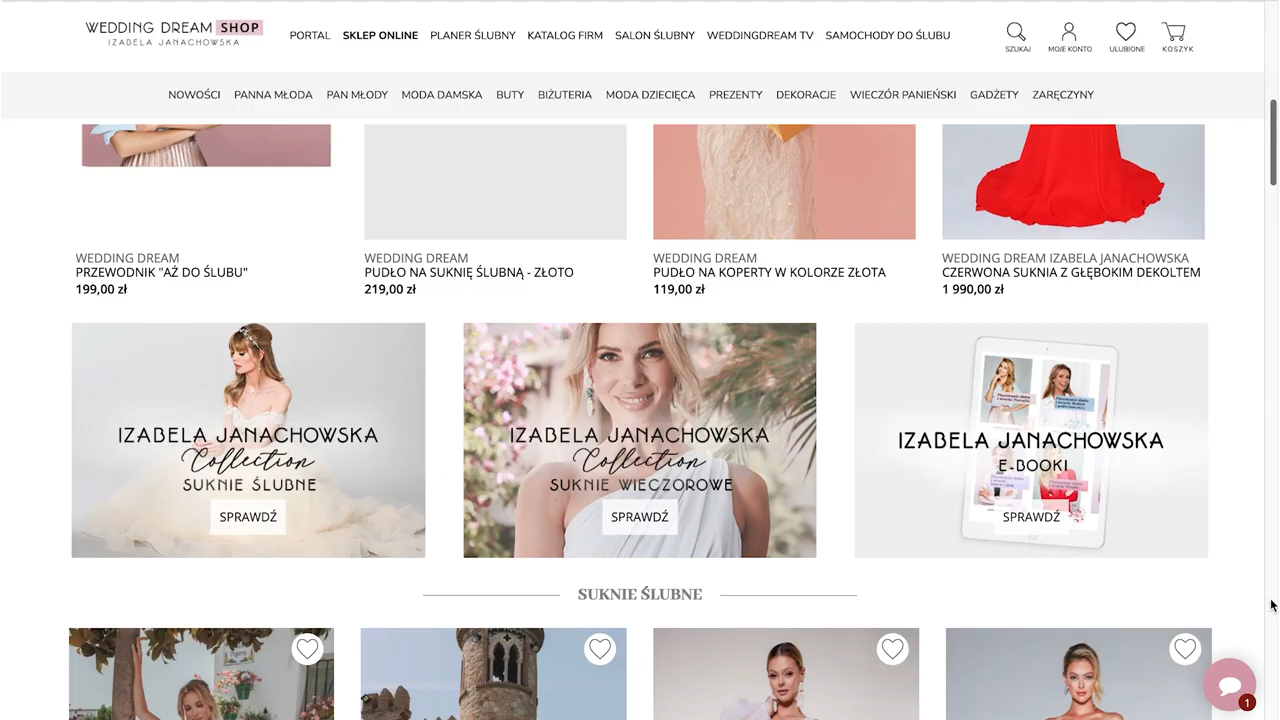 WEDDING DREAM SHOP
IZABELA JANACHOWSKA
PORTAL SKLEP ONLINE PLANER ŚLUBNY KATALOG FIRM SALON ŚLUBNY WEDDINGDREAM TV SAMOCHODY DO ŚLUBU
SZUKAJ MOJE KONTO ULUBIONE KOSZYK
NOWOŚCI PANNA MŁODA PAN MŁODY MODA DAMSKA BUTY BIŻUTERIA MODA DZIECIĘCA PREZENTY DEKORACJE WIECZÓR PANIEŃSKI GADŻETY ZARĘCZYNY
WEDDING DREAM
PRZEWODNIK "AŻ DO ŚLUBU"
199,00 zł
WEDDING DREAM
PUDŁO NA SUKNIĘ ŚLUBNĄ - ZŁOTO
219,00 zł
WEDDING DREAM
PUDŁO NA KOPERTY W KOLORZE ZŁOTA
119,00 zł
WEDDING DREAM IZABELA JANACHOWSKA
CZERWONA SUKNIA Z GŁĘBOKIM DEKOLTEM
1 990,00 zł
IZABELA JANACHOWSKA
Collection
SUKNIE ŚLUBNE
SPRAWDŹ
IZABELA JANACHOWSKA
Collection
SUKNIE WIECZOROWE
SPRAWDŹ
IZABELA JANACHOWSKA
E-BOOKI
SPRAWDŹ
SUKNIE ŚLUBNE
1